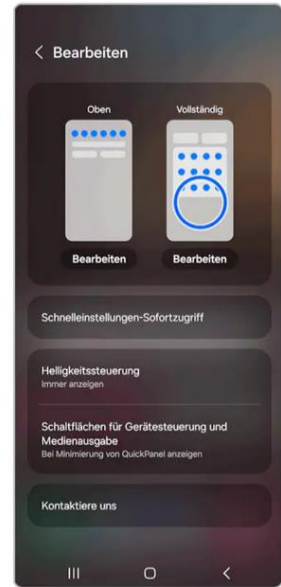 Bearbeiten
Oben
Vollständig
Bearbeiten
Bearbeiten
Schnelleinstellungen-Sofortzugriff
Helligkeitssteuerung
Immer anzeigen
Schaltflächen für Gerätesteuerung und
Medienausgabe
Bei Minimierung von QuickPanel anzeigen
Kontaktiere uns